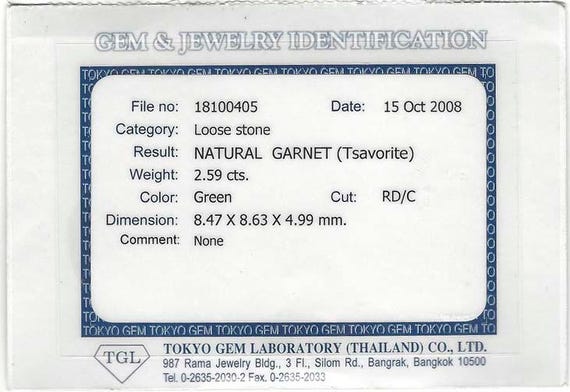 GEM & JEWELRY IDENTIFICATION
TOKYO GEM TOKYO GEM TOKYO GEM TOKYO GEM TOKYO GEM TOKYO GEM TO
File no: 18100405 Date: 15 Oct 2008
Category: Loose stone
Result: NATURAL GARNET (Tsavorite)
Weight: 2.59 cts.
Color: Green Cut: RD/C
Dimension: 8.47 X 8.63 X 4.99 mm.
Comment: None
TOKYO GEM TOKYO GEM TOKYO GEM TOKYO GEM TOKYO GEM TOKYO GEM TO
TGL
TOKYO GEM LABORATORY (THAILAND) CO., LTD.
987 Rama Jewelry Bldg., 3 Fl., Silom Rd., Bangrak, Bangkok 10500
Tel. 0-2635-2030-2 Fax. 0-2635-2033